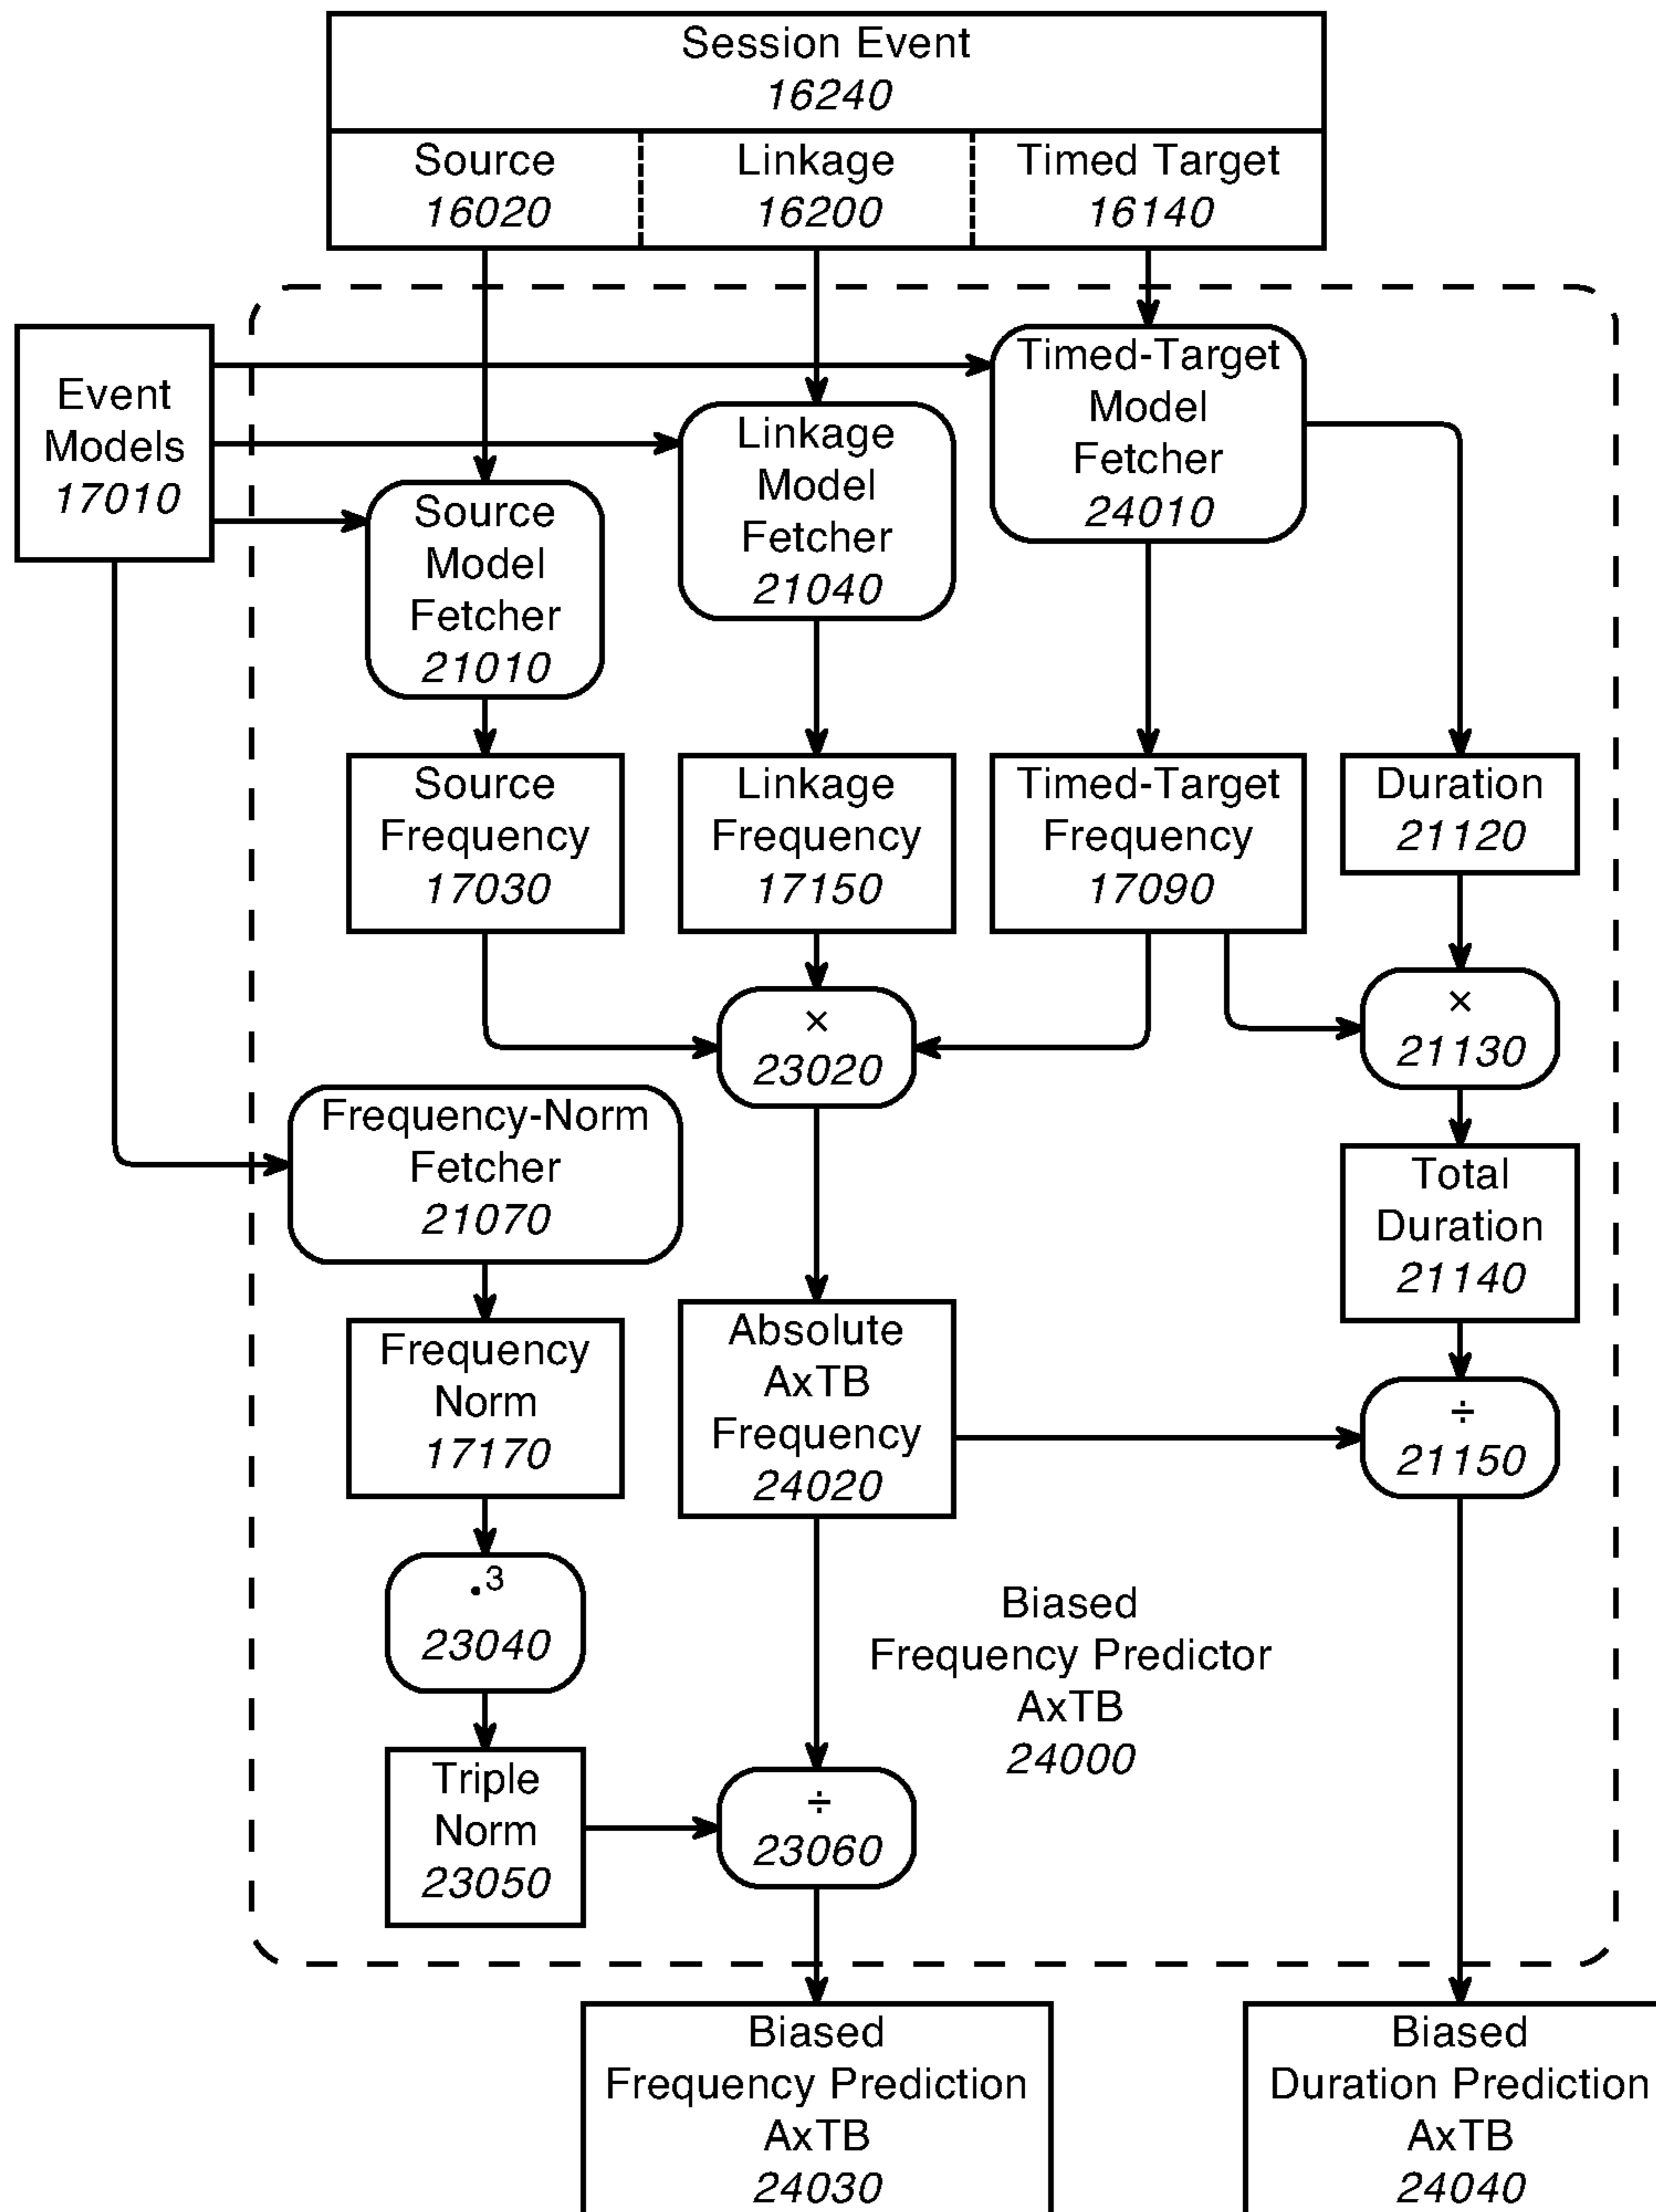 Session Event
16240
Source
16020
Linkage
16200
Timed Target
16140
Event
Models
17010
Timed-Target
Model
Fetcher
24010
Linkage
Model
Fetcher
21040
Source
Model
Fetcher
21010
Source
Frequency
17030
Linkage
Frequency
17150
Timed-Target
Frequency
17090
Duration
21120
×
23020
×
21130
Frequency-Norm
Fetcher
21070
Total
Duration
21140
Frequency
Norm
17170
Absolute
AxTB
Frequency
24020
÷
21150
.³
23040
Biased
Frequency Predictor
AxTB
24000
Triple
Norm
23050
÷
23060
Biased
Frequency Prediction
AxTB
24030
Biased
Duration Prediction
AxTB
24040